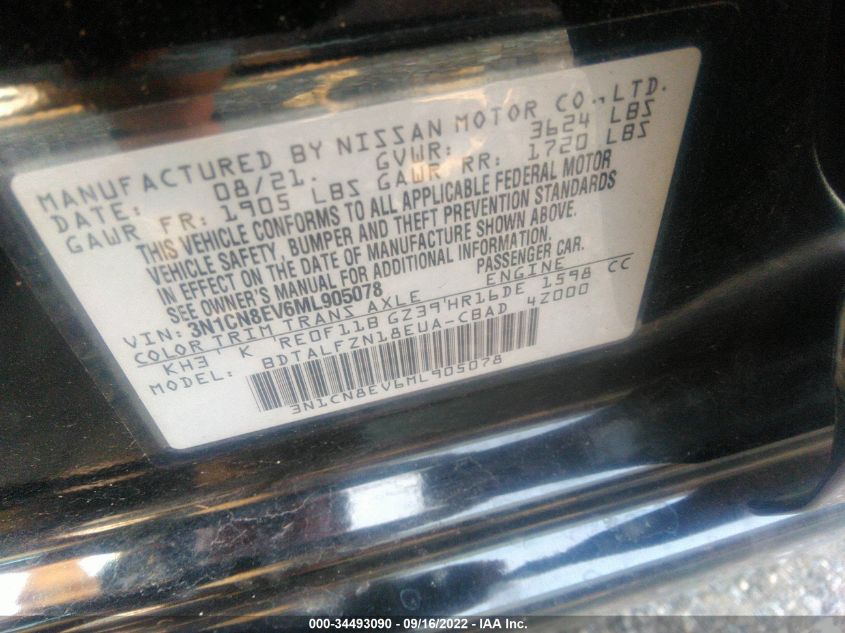 MANUFACTURED BY NISSAN MOTOR CO., LTD.
DATE: 08/21. GVWR: 3624 LBS
GAWR FR: 1905 LBS GAWR RR: 1720 LBS
THIS VEHICLE CONFORMS TO ALL APPLICABLE FEDERAL MOTOR
VEHICLE SAFETY, BUMPER AND THEFT PREVENTION STANDARDS
IN EFFECT ON THE DATE OF MANUFACTURE SHOWN ABOVE.
SEE OWNER'S MANUAL FOR ADDITIONAL INFORMATION.
VIN: 3N1CN8EV6ML905078 PASSENGER CAR.
COLOR TRIM TRANS AXLE ENGINE
KH3 ' K 'RE0F11B GZ39'HR16DE 1598 CC
MODEL: BDTALFZN18EUA-CBAD 4Z000
3N1CN8EV6ML905078
000-34493090 - 09/16/2022 - IAA Inc.